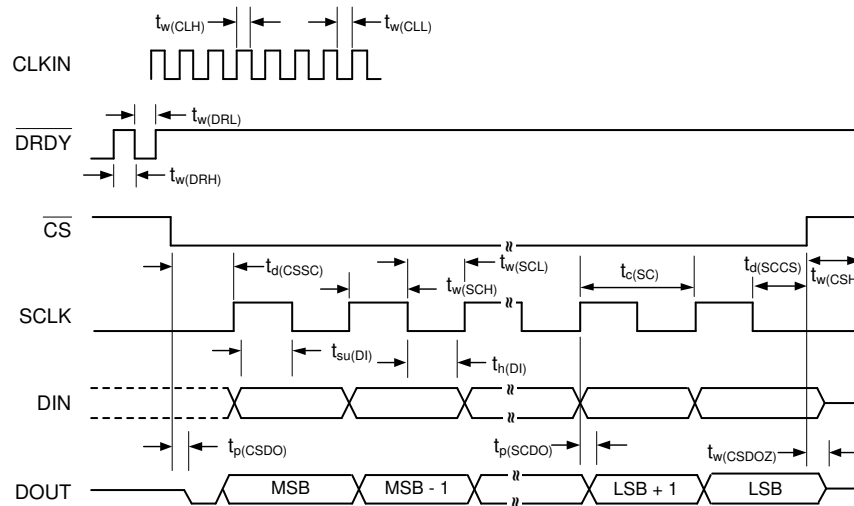 tw(CLH)
tw(CLL)
CLKIN
tw(DRL)
DRDY
tw(DRH)
CS
td(CSSC)
tw(SCL)
tc(SC)
td(SCCS)
tw(SCH)
tw(CSH
SCLK
tsu(DI)
th(DI)
DIN
tp(CSDO)
tp(SCDO)
tw(CSDOZ)
DOUT
MSB
MSB - 1
LSB + 1
LSB